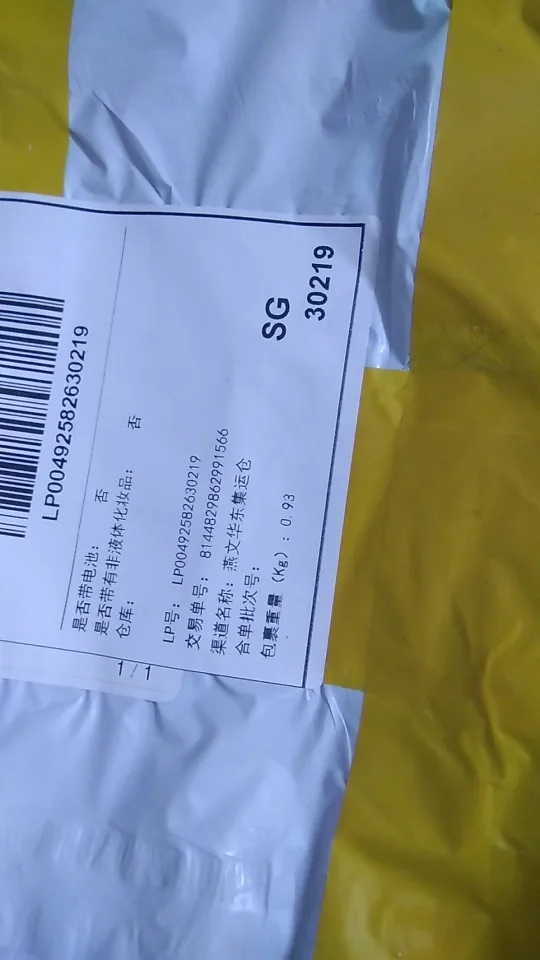 LP00492582630219
是否带电池： 否
是否带有非液体化妆品： 否
仓库：
SG
30219
LP号： LP00492582630219
交易单号： 8144829862991566
渠道名称：燕文华东集运仓
合单批次号：
包裹重量（Kg）：0.93
1/1